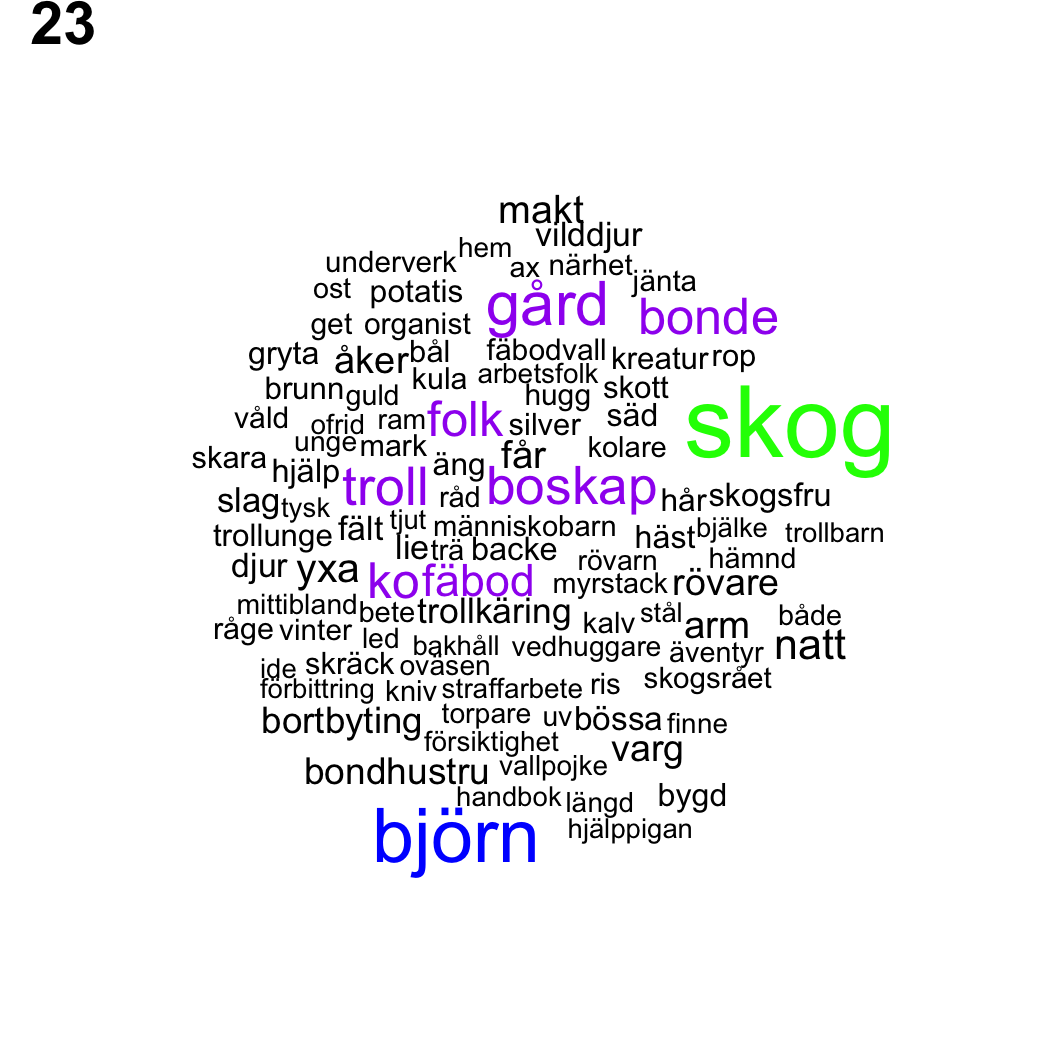 23
makt
vilddjur
underverk hem ax närhet jänta
ost potatis gård bonde
get organist
gryta åker bål fäbodvall kreatur rop
brunn guld kula arbetsfolk hugg skott
våld ofrid ram folk silver säd skog
unge mark kolare
skara hjälp äng får
slag tysk troll råd boskap hår skogsfru
trollunge fält tjut människobarn häst bjälke trollbarn
lie trä backe rövarn hämnd
djur yxa ko fäbod myrstack rövare
mittibland bete trollkäring kalv stål arm både
råge vinter led bakhåll vedhuggare äventyr natt
ide skräck oväsen skogsrået
förbittring kniv straffarbete ris
bortbyting torpare uv bössa finne
försiktighet varg
bondhustru vallpojke
handbok längd bygd
björn hjälppigan